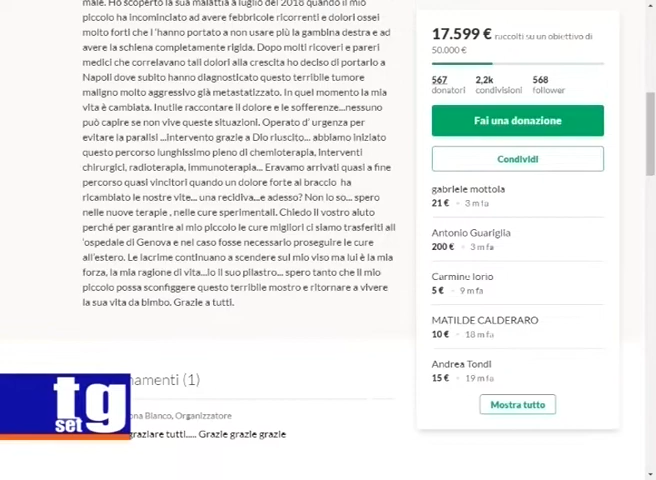 male. Ho scoperto la sua malattia a luglio del 2018 quando il mio
piccolo ha incominciato ad avere febbricole ricorrenti e dolori ossei
molto forti che l 'hanno portato a non usare più la gambina destra e ad
avere la schiena completamente rigida. Dopo molti ricoveri e pareri
medici che correlavano tali dolori alla crescita ho deciso di portarlo a
Napoli dove subito hanno diagnosticato questo terribile tumore
maligno molto aggressivo già metastatizzato. In quel momento la mia
vita è cambiata. Inutile raccontare il dolore e le sofferenze...nessuno
può capire se non vive queste situazioni. Operato d' urgenza per
evitare la paralisi ...intervento grazie a Dio riuscito... abbiamo iniziato
questo percorso lunghissimo pieno di chemioterapia, interventi
chirurgici, radioterapia, immunoterapia... Eravamo arrivati quasi a fine
percorso quasi vincitori quando un dolore forte al braccio ha
ricambiato le nostre vite... una recidiva...e adesso? Non lo so... spero
nelle nuove terapie , nelle cure sperimentali. Chiedo il vostro aiuto
perché per garantire al mio piccolo le cure migliori ci siamo trasferiti all
'ospedale di Genova e nel caso fosse necessario proseguire le cure
all'estero. Le lacrime continuano a scendere sul mio viso ma lui è la mia
forza, la mia ragione di vita...io il suo pilastro... spero tanto che il mio
piccolo possa sconfiggere questo terribile mostro e ritornare a vivere
la sua vita da bimbo. Grazie a tutti.
namenti (1)
Bianco, Organizzatore
graziare tutti..... Grazie grazie grazie
tg
set
17.599 € raccolti su un obiettivo di
50.000 €
567 2,2k 568
donatori condivisioni follower
Fai una donazione
Condividi
gabriele mottola
21 € • 3 m fa
Antonio Guariglia
200 € • 3 m fa
Carmine Iorio
5 € • 9 m fa
MATILDE CALDERARO
10 € • 18 m fa
Andrea Tondi
15 € • 19 m fa
Mostra tutto